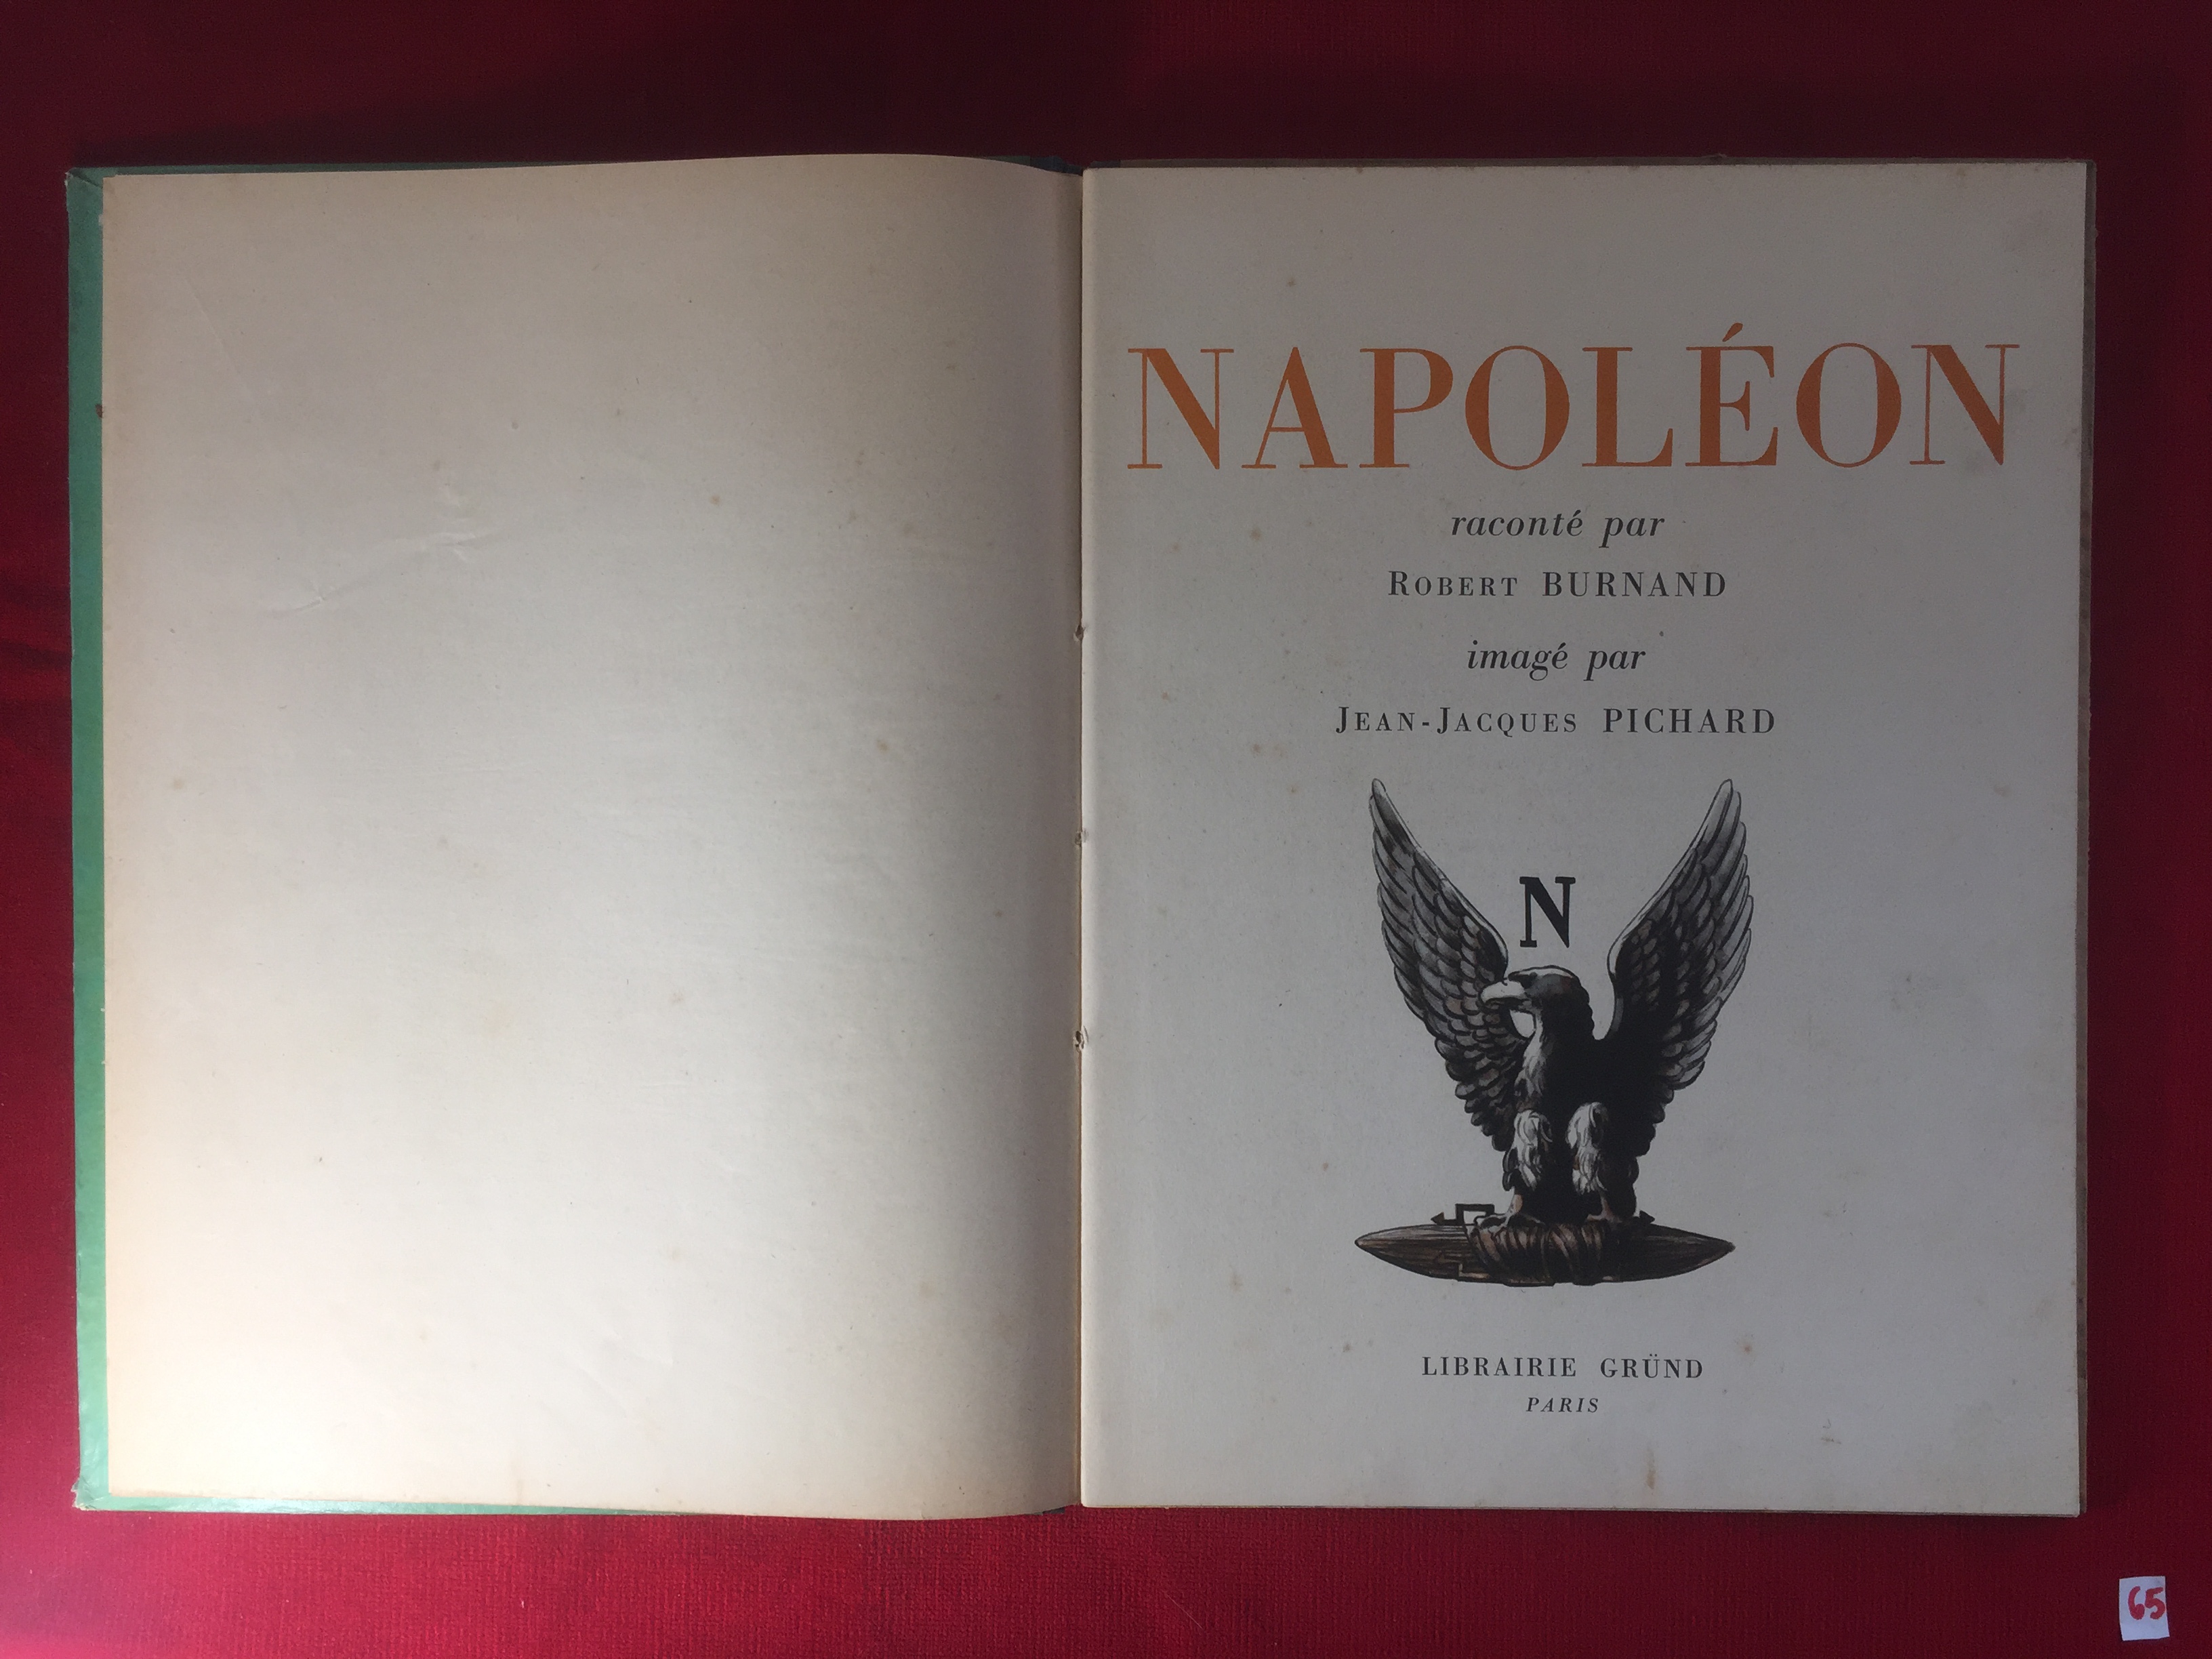 NAPOLÉON
raconté par
ROBERT BURNAND
imagé par
JEAN-JACQUES PICHARD
N
LIBRAIRIE GRÜND
PARIS
65